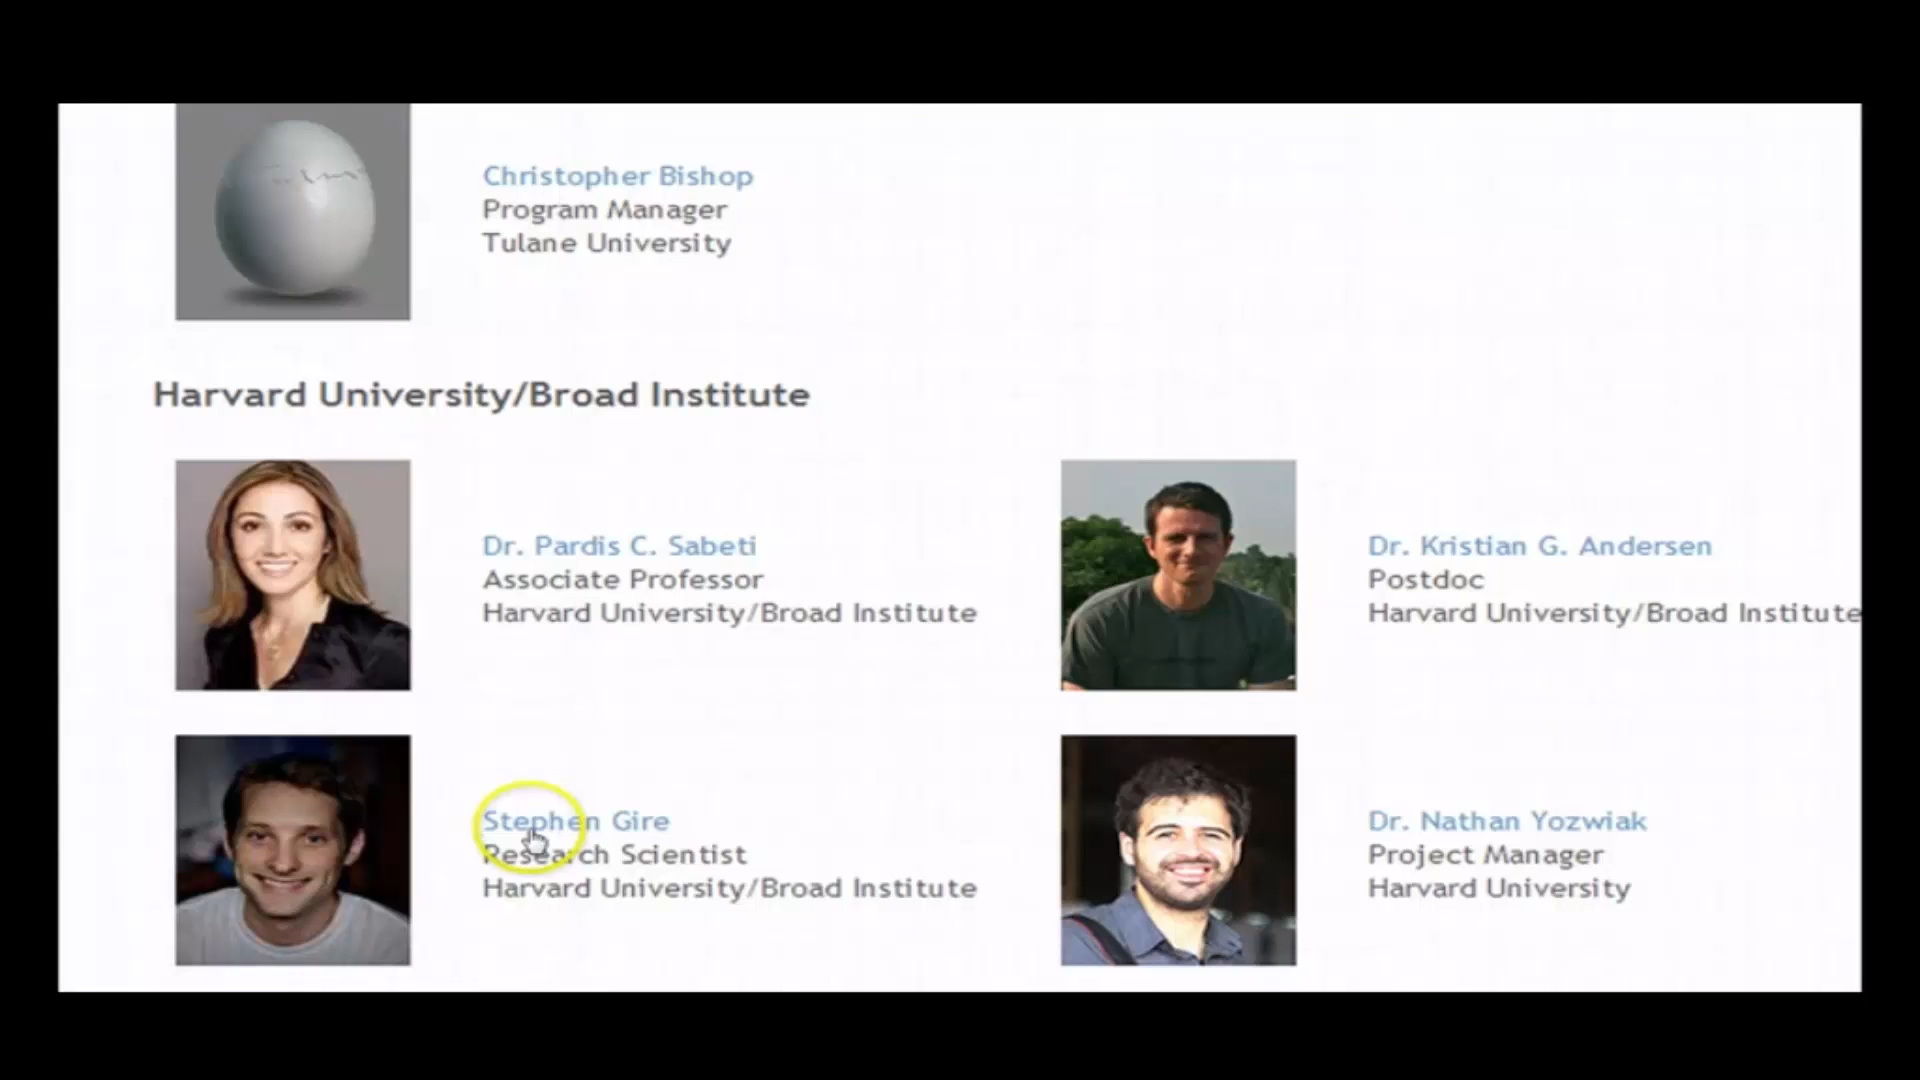 Christopher Bishop
Program Manager
Tulane University
Harvard University/Broad Institute
Dr. Pardis C. Sabeti
Associate Professor
Harvard University/Broad Institute
Dr. Kristian G. Andersen
Postdoc
Harvard University/Broad Institute
Stephen Gire
Research Scientist
Harvard University/Broad Institute
Dr. Nathan Yozwiak
Project Manager
Harvard University